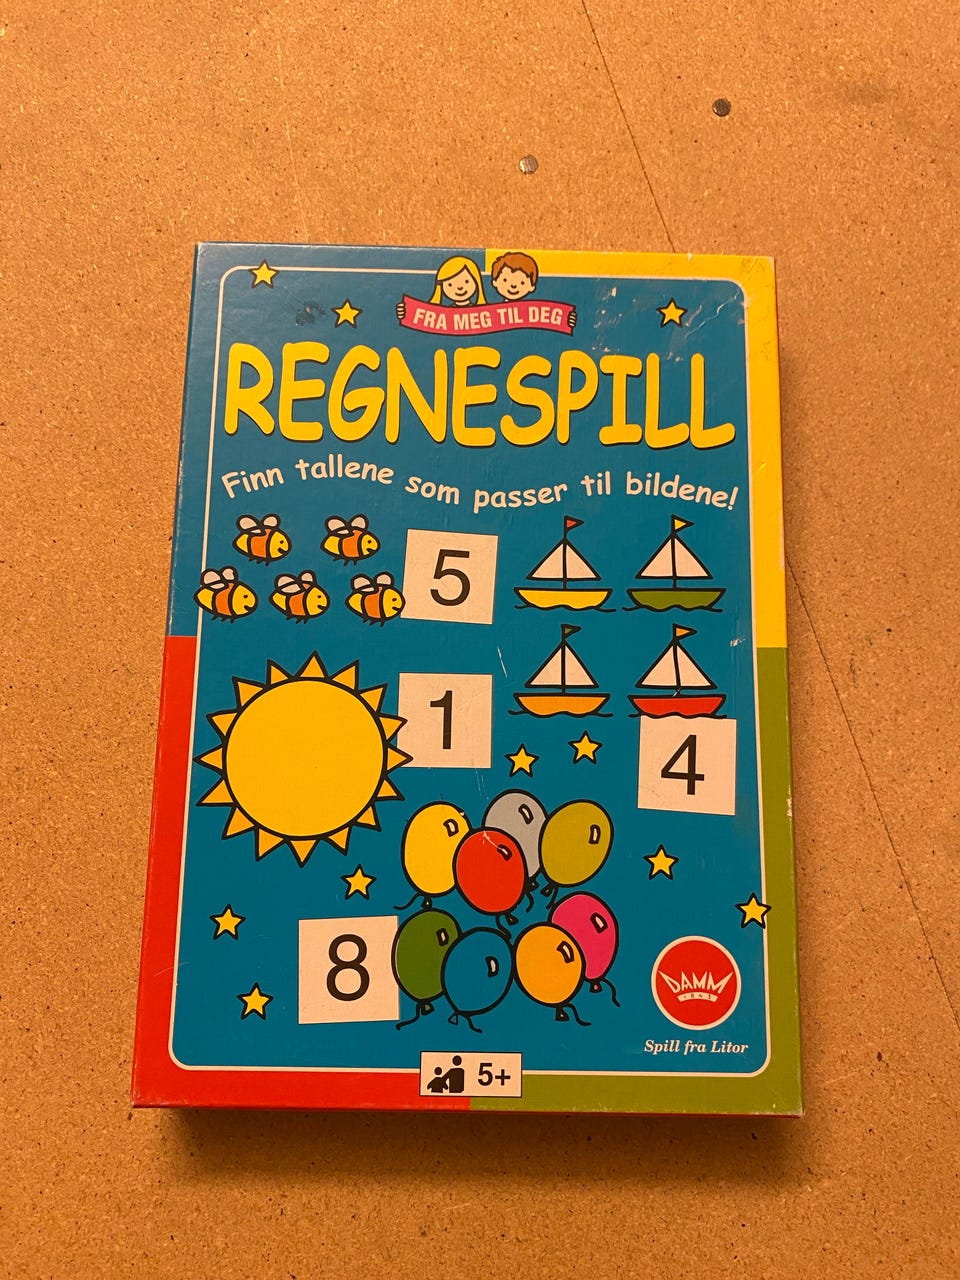 FRA MEG TIL DEG
REGNESPILL
Finn tallene som passer til bildene!
5
1
4
8
DAMM
1843
Spill fra Litor
5+